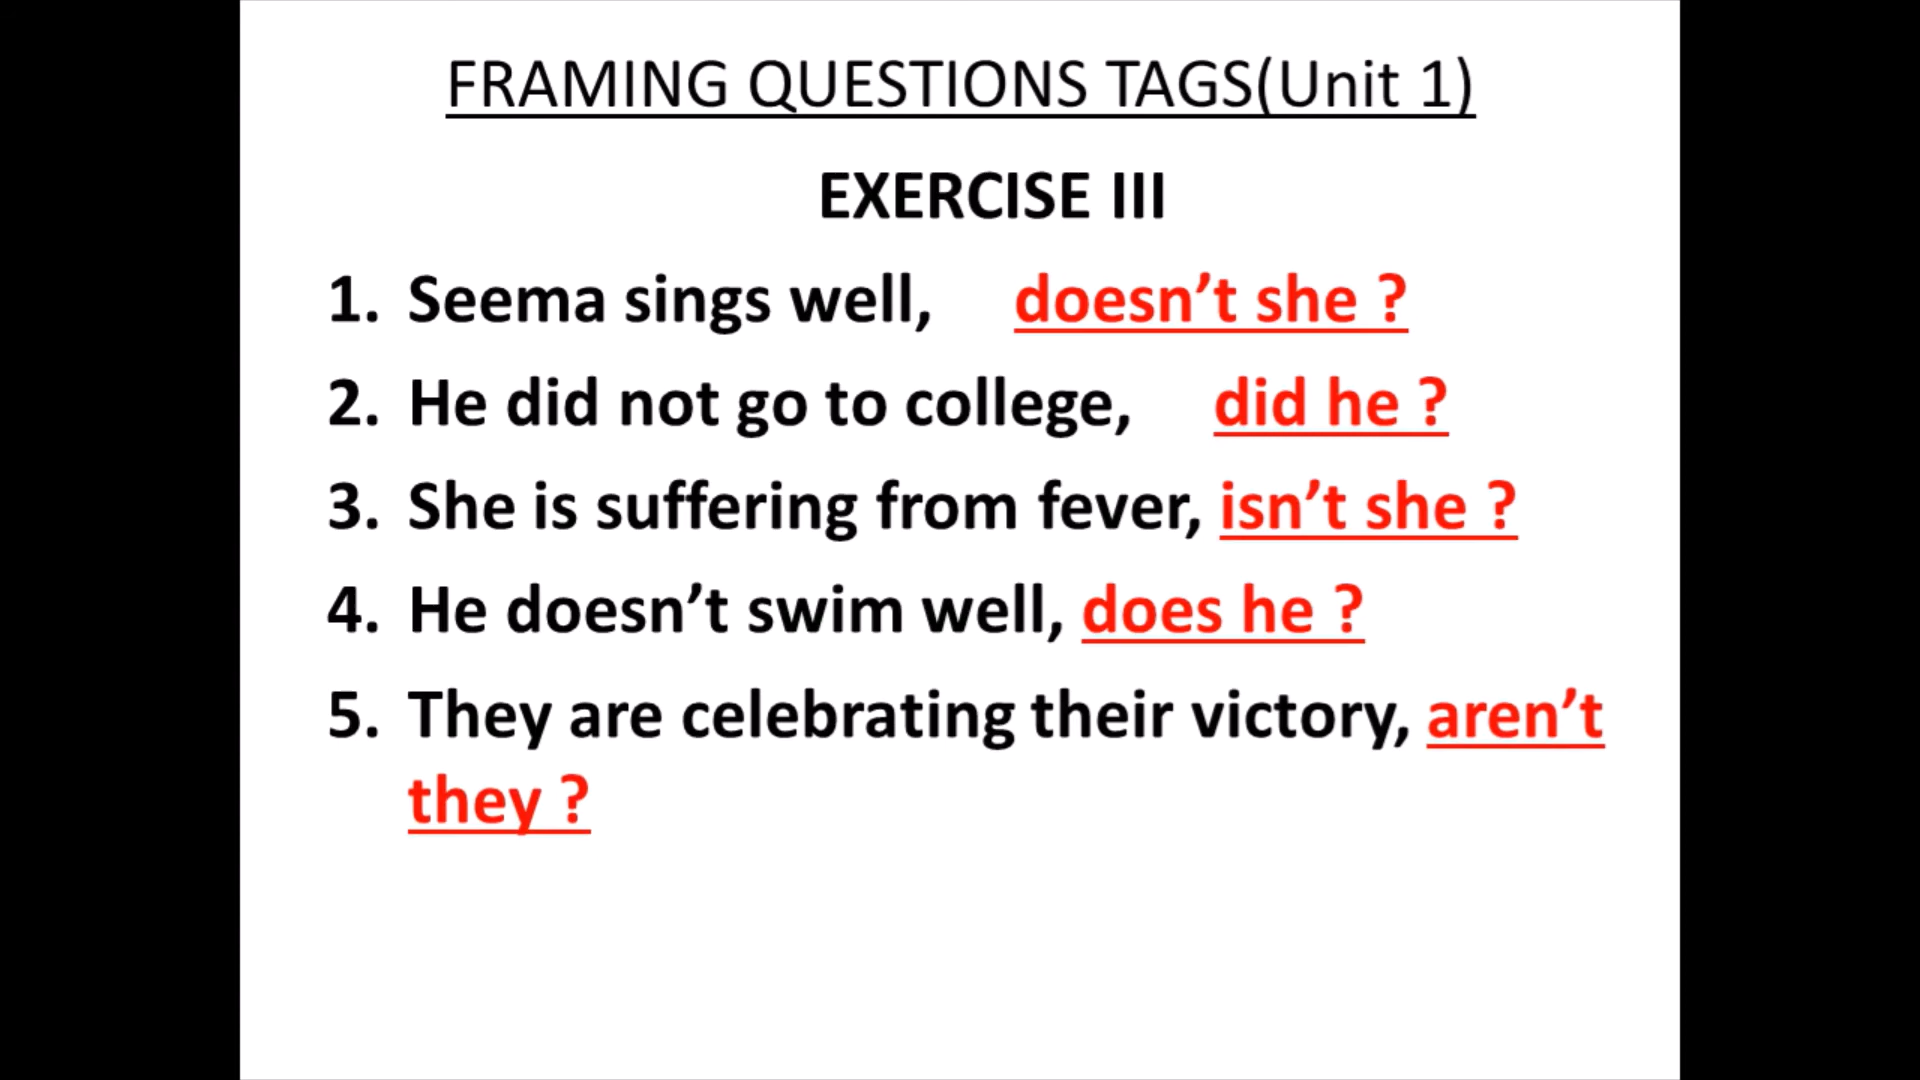 FRAMING QUESTIONS TAGS(Unit 1)
EXERCISE III
1. Seema sings well, doesn’t she ?
2. He did not go to college, did he ?
3. She is suffering from fever, isn’t she ?
4. He doesn’t swim well, does he ?
5. They are celebrating their victory, aren’t
they ?